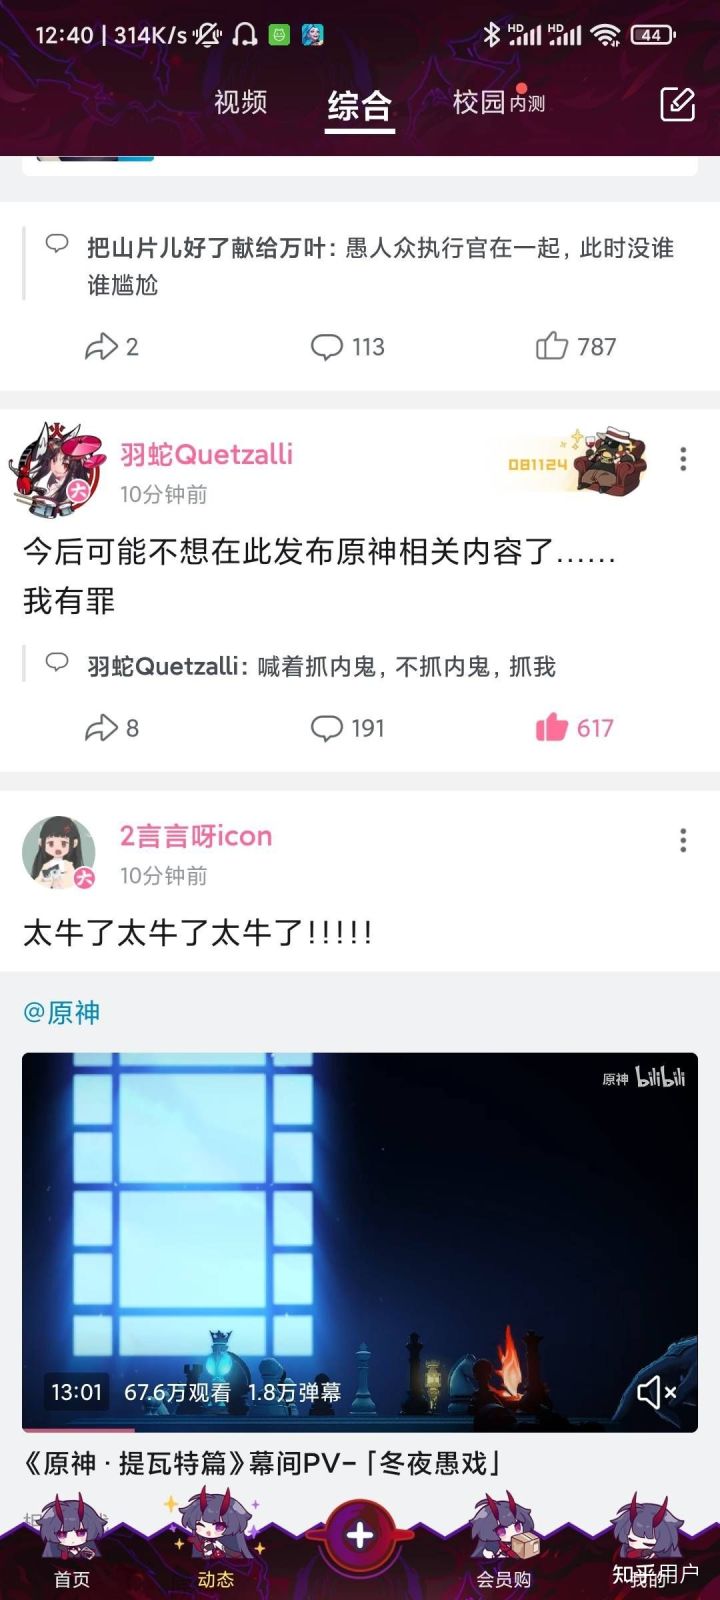 12:40 | 314K/s HD HD 44
视频 综合 校园内测
把山片儿好了献给万叶: 愚人众执行官在一起, 此时没谁
谁尴尬
2 113 787
羽蛇Quetzalli
081124
10分钟前
今后可能不想在此发布原神相关内容了......
我有罪
羽蛇Quetzalli: 喊着抓内鬼, 不抓内鬼, 抓我
8 191 617
2言言呀icon
10分钟前
太牛了太牛了太牛了!!!!!
@原神
原神 bilibili
13:01 67.6万观看 1.8万弹幕
《原神·提瓦特篇》幕间PV-「冬夜愚戏」
首页 动态 会员购 我的
知乎用户